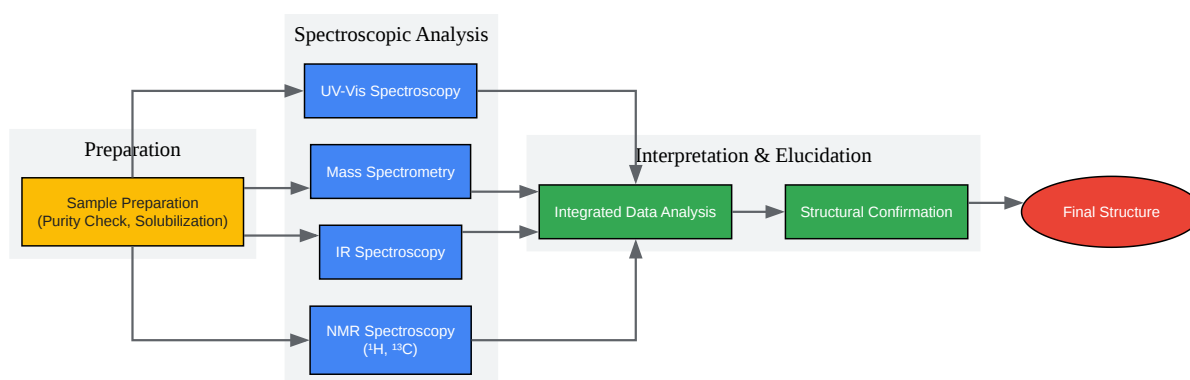 Preparation
Sample Preparation
(Purity Check, Solubilization)
Spectroscopic Analysis
UV-Vis Spectroscopy
Mass Spectrometry
IR Spectroscopy
NMR Spectroscopy
(¹H, ¹³C)
Interpretation & Elucidation
Integrated Data Analysis
Structural Confirmation
Final Structure